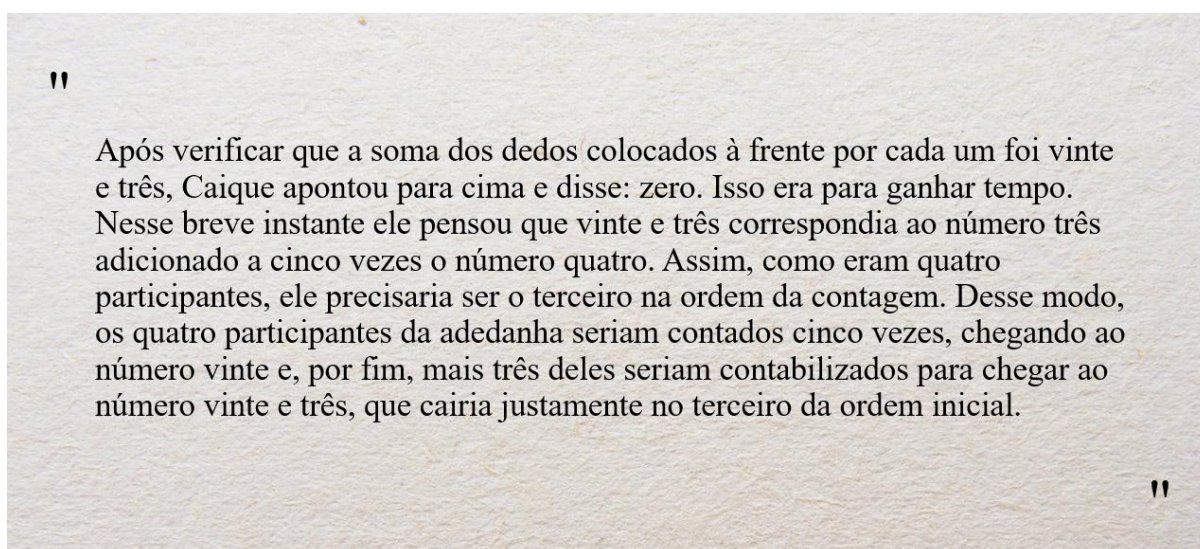 "
Após verificar que a soma dos dedos colocados à frente por cada um foi vinte
e três, Caique apontou para cima e disse: zero. Isso era para ganhar tempo.
Nesse breve instante ele pensou que vinte e três correspondia ao número três
adicionado a cinco vezes o número quatro. Assim, como eram quatro
participantes, ele precisaria ser o terceiro na ordem da contagem. Desse modo,
os quatro participantes da adedanha seriam contados cinco vezes, chegando ao
número vinte e, por fim, mais três deles seriam contabilizados para chegar ao
número vinte e três, que cairia justamente no terceiro da ordem inicial.
"